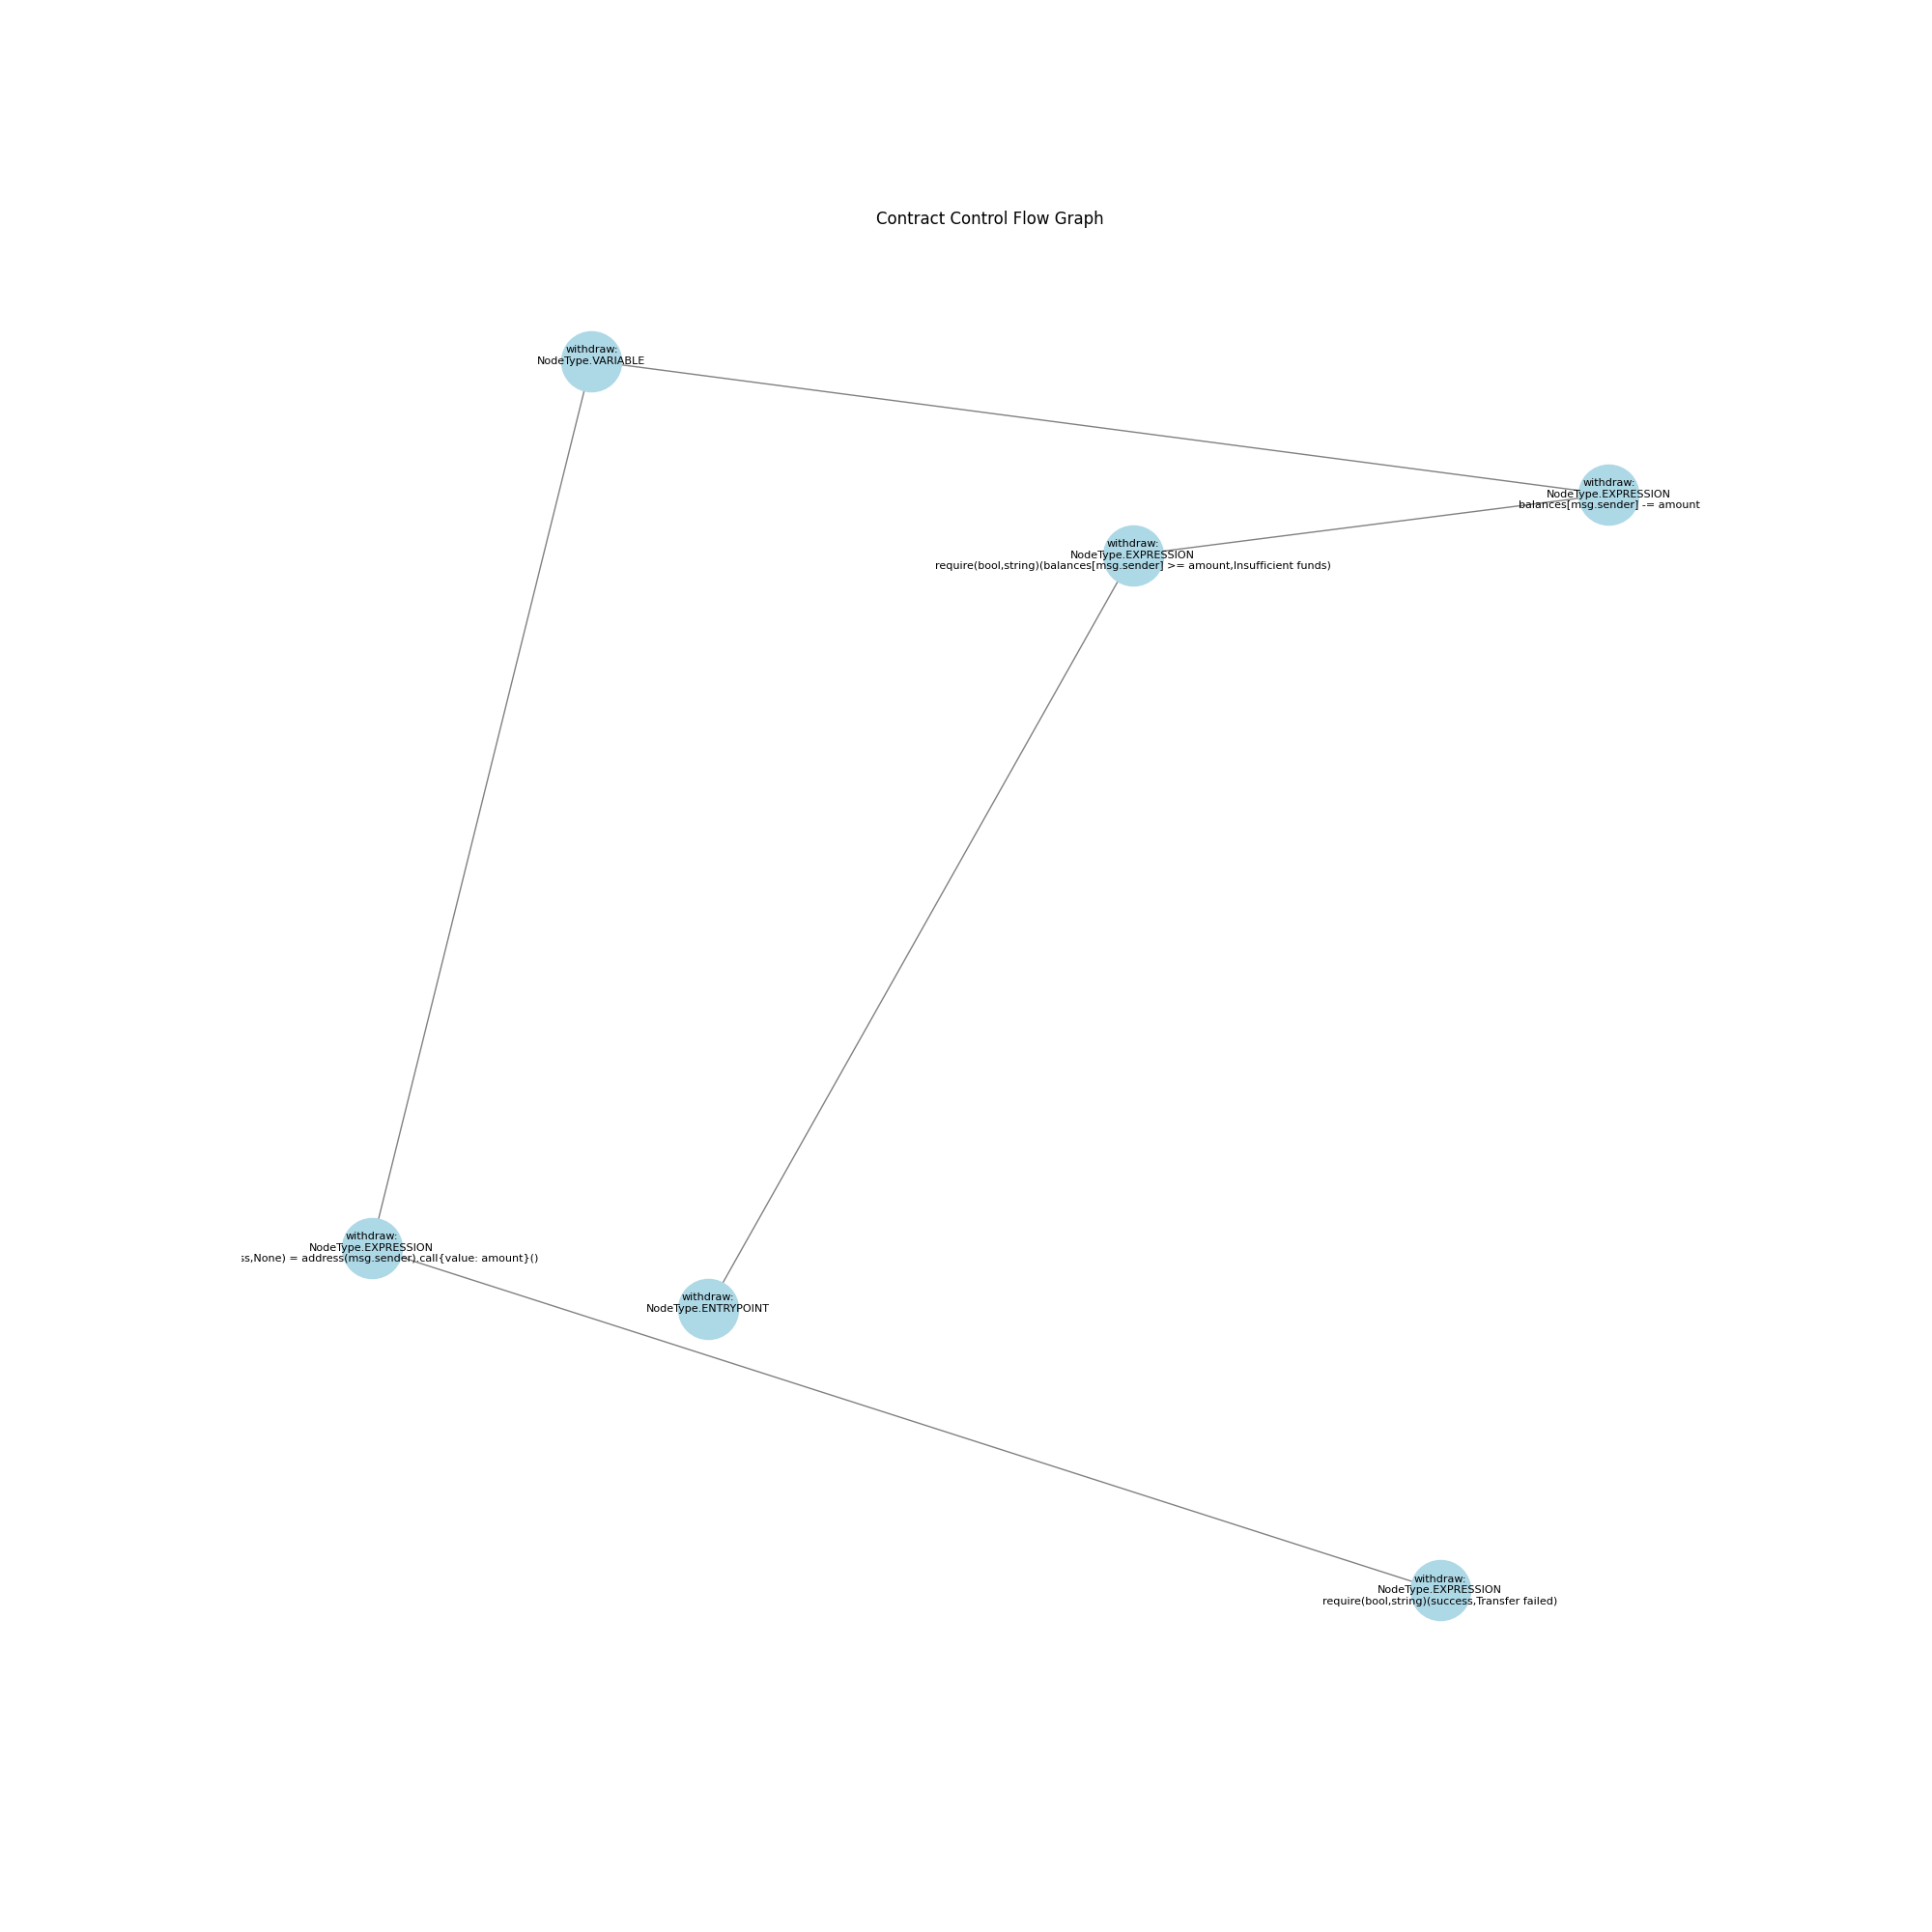 Contract Control Flow Graph
withdraw:
NodeType.VARIABLE
withdraw:
NodeType.EXPRESSION
balances[msg.sender] -= amount
withdraw:
NodeType.EXPRESSION
require(bool,string)(balances[msg.sender] >= amount,Insufficient funds)
withdraw:
NodeType.EXPRESSION
ss,None) = address(msg.sender).call{value: amount}()
withdraw:
NodeType.ENTRYPOINT
withdraw:
NodeType.EXPRESSION
require(bool,string)(success,Transfer failed)